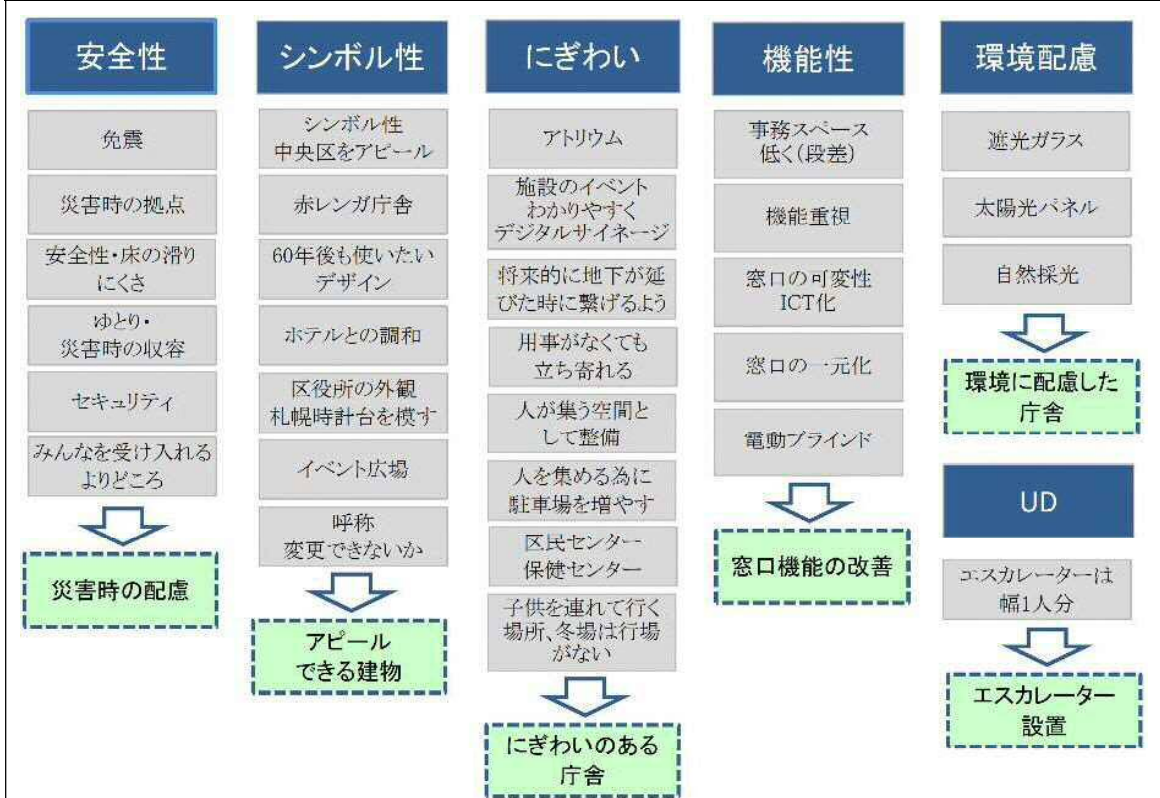 安全性
免震
災害時の拠点
安全性・床の滑り
にくさ
ゆとり・
災害時の収容
セキュリティ
みんなを受け入れる
よりどころ
災害時の配慮
シンボル性
シンボル性
中央区をアピール
赤レンガ庁舎
60年後も使いたい
デザイン
ホテルとの調和
区役所の外観
札幌時計台を模す
イベント広場
呼称
変更できないか
アピール
できる建物
にぎわい
アトリウム
施設のイベント
わかりやすく
デジタルサイネージ
将来的に地下が延
びた時に繋げるよう
用事がなくても
立ち寄れる
人が集う空間と
して整備
人を集める為に
駐車場を増やす
区民センター
保健センター
子供を連れて行く
場所、冬場は行場
がない
にぎわいのある
庁舎
機能性
事務スペース
低く(段差)
機能重視
窓口の可変性
ICT化
窓口の一元化
電動ブラインド
窓口機能の改善
環境配慮
遮光ガラス
太陽光パネル
自然採光
環境に配慮した
庁舎
UD
エスカレーターは
幅1人分
エスカレーター
設置